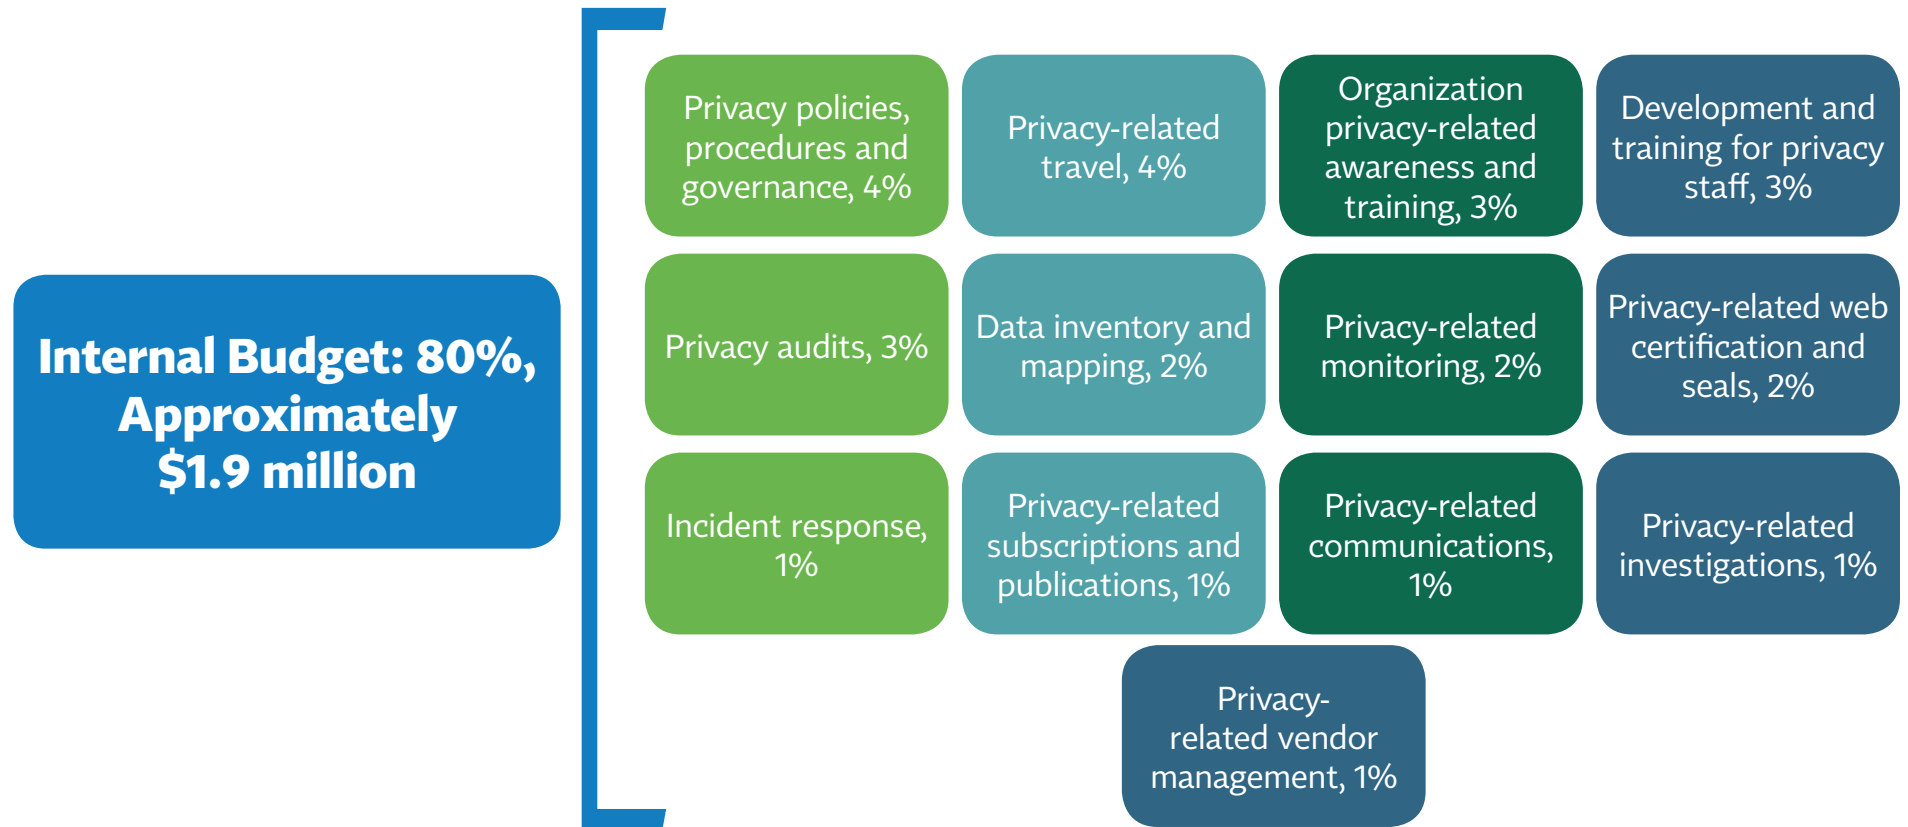 Internal Budget: 80%,
Approximately
$1.9 million
Privacy policies,
procedures and
governance, 4%
Privacy-related
travel, 4%
Organization
privacy-related
awareness and
training, 3%
Development and
training for privacy
staff, 3%
Privacy audits, 3%
Data inventory and
mapping, 2%
Privacy-related
monitoring, 2%
Privacy-related web
certification and
seals, 2%
Incident response,
1%
Privacy-related
subscriptions and
publications, 1%
Privacy-related
communications,
1%
Privacy-related
investigations, 1%
Privacy-
related vendor
management, 1%